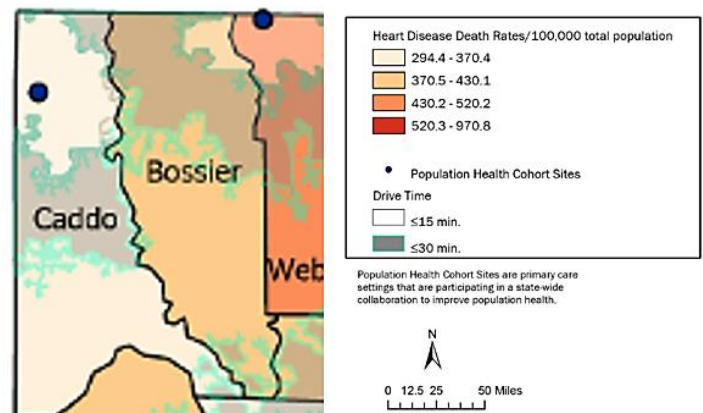 Bossier
Caddo
Web
Heart Disease Death Rates/100,000 total population
294.4 - 370.4
370.5 - 430.1
430.2 - 520.2
520.3 - 970.8
Population Health Cohort Sites
Drive Time
≤15 min.
≤30 min.
Population Health Cohort Sites are primary care
settings that are participating in a state-wide
collaboration to improve population health.
N
0 12.5 25 50 Miles